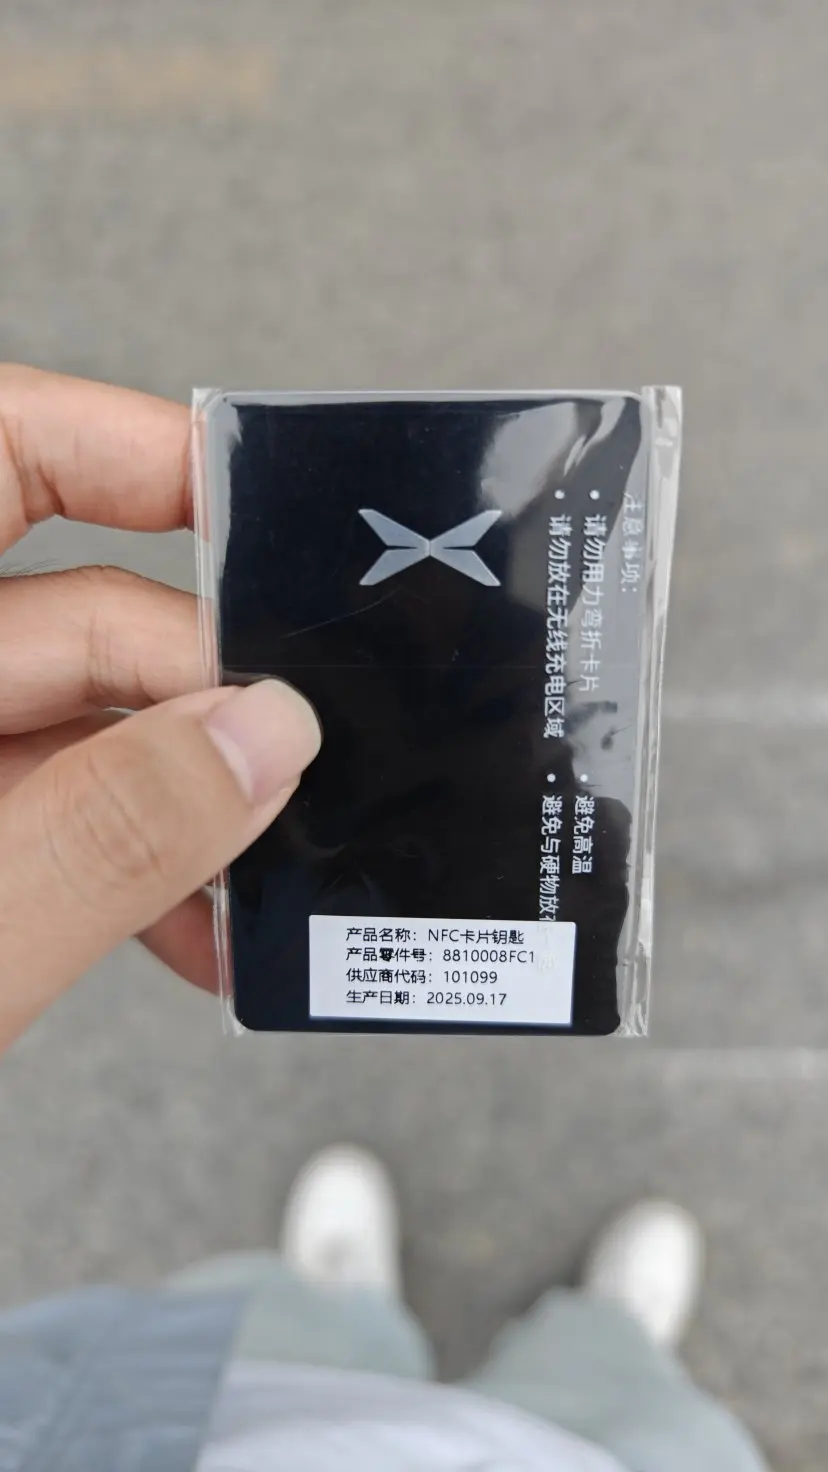 注意事项:
• 请勿用力弯折卡片
• 避免高温
• 请勿放在无线充电区域
• 避免与硬物放在
产品名称：NFC卡片钥匙
产品零件号：8810008FC1
供应商代码：101099
生产日期：2025.09.17